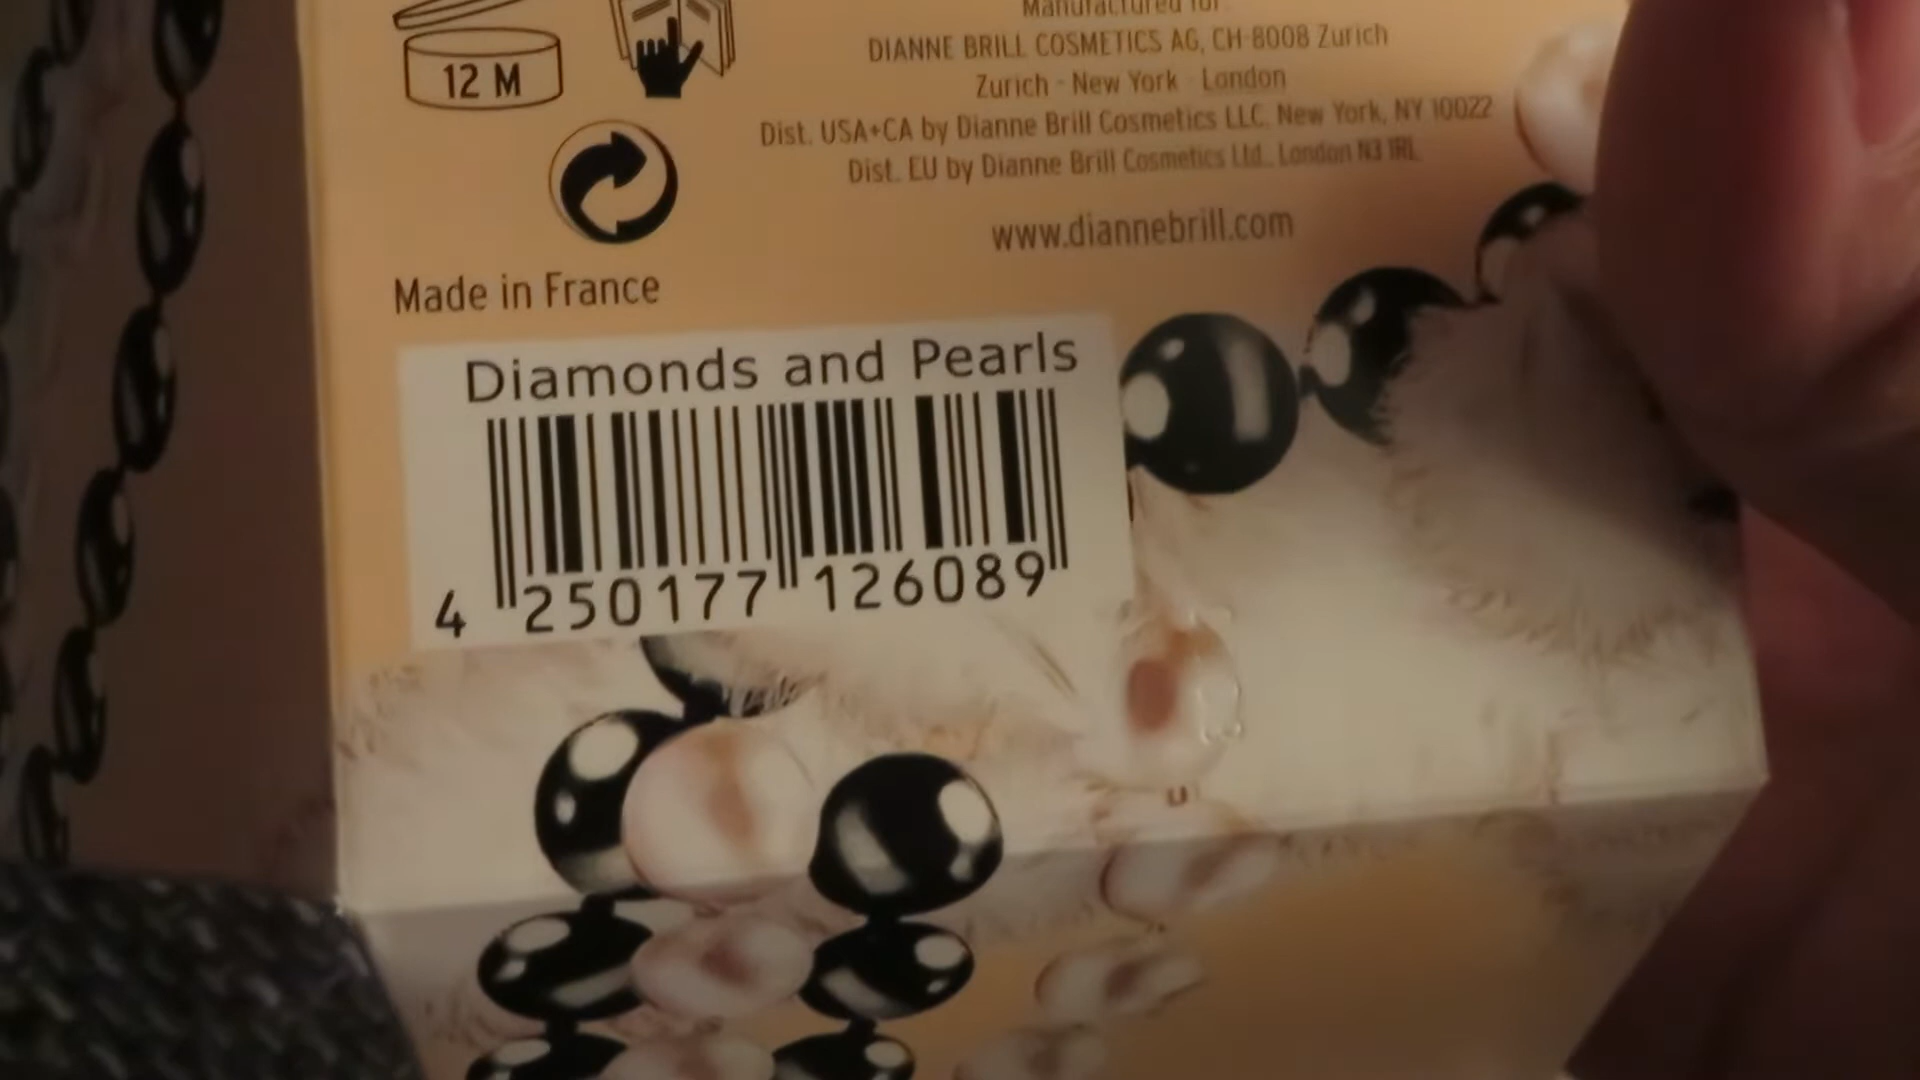 Manufactured for:
DIANNE BRILL COSMETICS AG, CH-8008 Zurich
Zurich - New York - London
Dist. USA+CA by Dianne Brill Cosmetics LLC. New York, NY 10022
Dist. EU by Dianne Brill Cosmetics Ltd. London N3 1RL
www.diannebrill.com
12 M
Made in France
Diamonds and Pearls
4 250177 126089